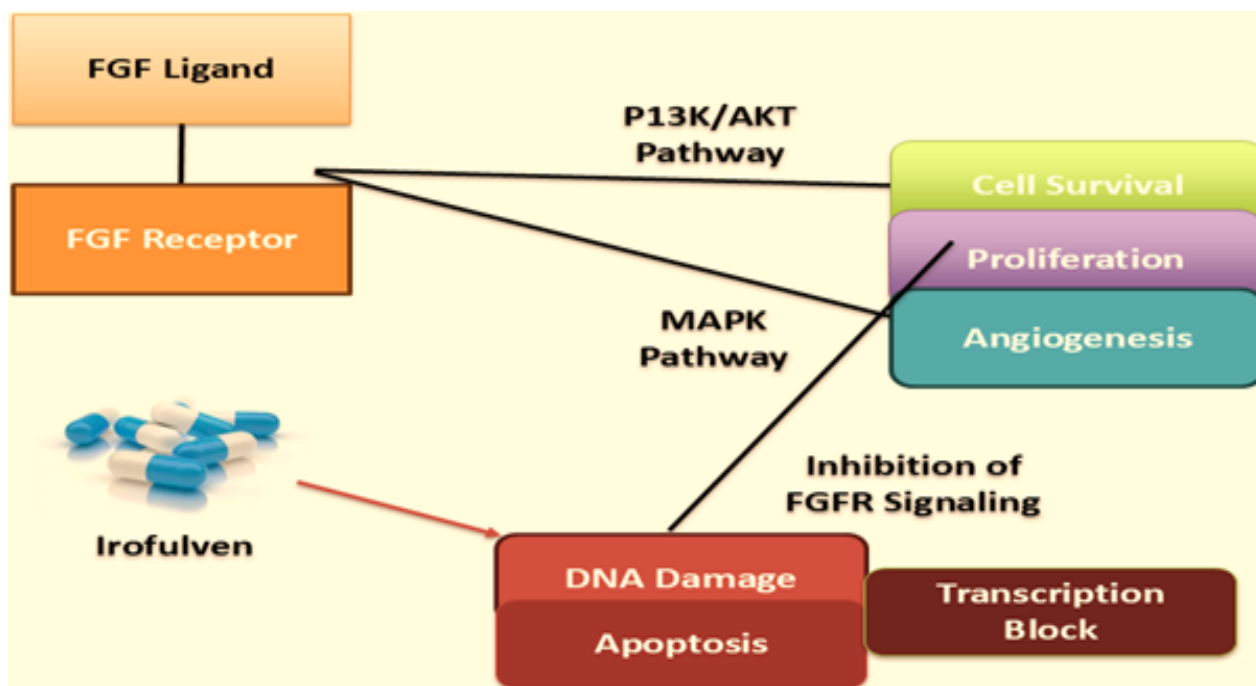 FGF Ligand
P13K/AKT
Pathway
Cell Survival
FGF Receptor
Proliferation
MAPK
Pathway
Angiogenesis
Inhibition of
FGFR Signaling
Irofulven
DNA Damage
Transcription
Block
Apoptosis